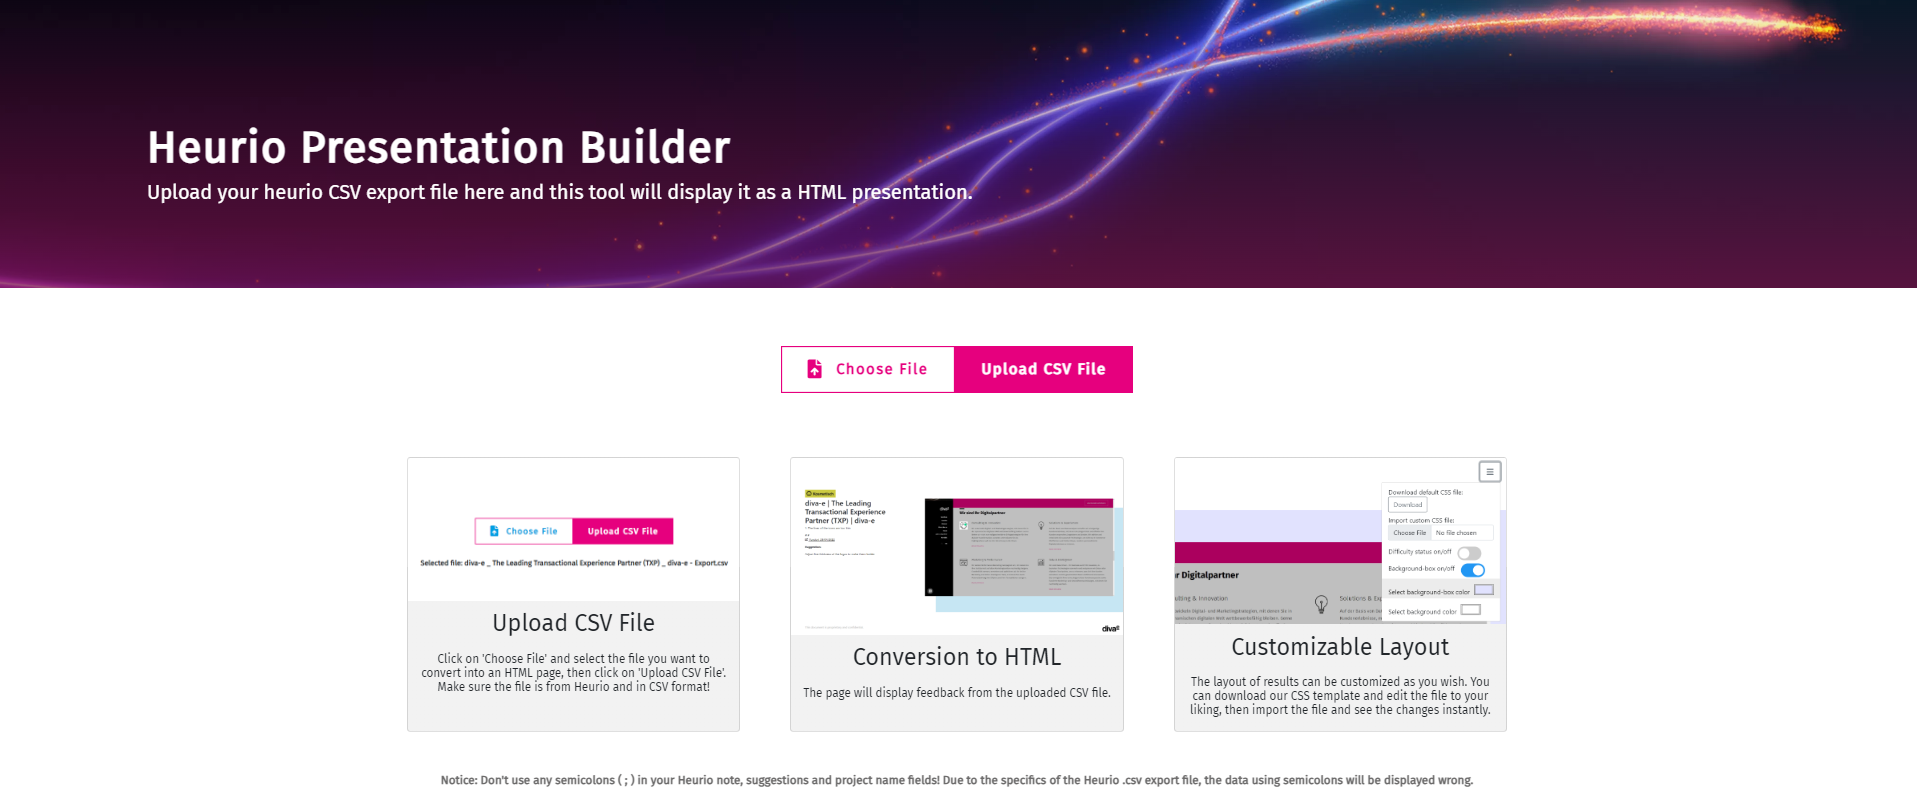 Heurio Presentation Builder
Upload your heurio CSV export file here and this tool will display it as a HTML presentation.
Choose File
Upload CSV File
Choose File
Upload CSV File
Selected file: diva-e _ The Leading Transactional Experience Partner (TXP) _ diva-e - Export.csv
Upload CSV File
Click on 'Choose File' and select the file you want to
convert into an HTML page, then click on 'Upload CSV File'.
Make sure the file is from Heurio and in CSV format!
diva-e | The Leading
Transactional Experience
Partner (TXP) | diva-e
Wir sind Ihr Digitalpartner
diva-e
Conversion to HTML
The page will display feedback from the uploaded CSV file.
Download default CSS file:
Download
Import custom CSS file:
Choose File No file chosen
Difficulty status on/off
Background-box on/off
Select background-box color
Select background color
r Digitalpartner
ulting & Innovation
Solutions & Ex
Customizable Layout
The layout of results can be customized as you wish. You
can download our CSS template and edit the file to your
liking, then import the file and see the changes instantly.
Notice: Don't use any semicolons ( ; ) in your Heurio note, suggestions and project name fields! Due to the specifics of the Heurio .csv export file, the data using semicolons will be displayed wrong.